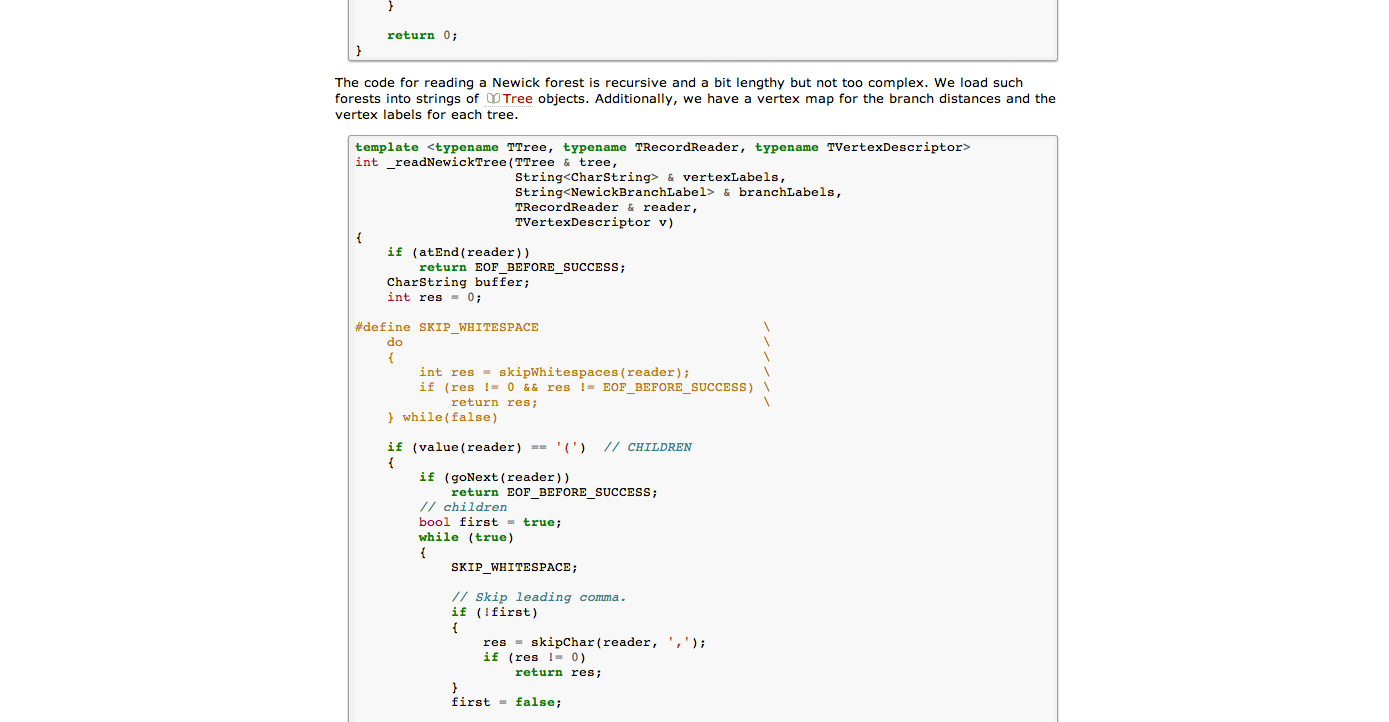 }

    return 0;
}
The code for reading a Newick forest is recursive and a bit lengthy but not too complex. We load such
forests into strings of Tree objects. Additionally, we have a vertex map for the branch distances and the
vertex labels for each tree.
template <typename TTree, typename TRecordReader, typename TVertexDescriptor>
int _readNewickTree(TTree & tree,
                    String<CharString> & vertexLabels,
                    String<NewickBranchLabel> & branchLabels,
                    TRecordReader & reader,
                    TVertexDescriptor v)
{
    if (atEnd(reader))
        return EOF_BEFORE_SUCCESS;
    CharString buffer;
    int res = 0;

#define SKIP_WHITESPACE                            \
    do                                             \
    {                                              \
        int res = skipWhitespaces(reader);         \
        if (res != 0 && res != EOF_BEFORE_SUCCESS) \
            return res;                            \
    } while(false)

    if (value(reader) == '(')  // CHILDREN
    {
        if (goNext(reader))
            return EOF_BEFORE_SUCCESS;
        // children
        bool first = true;
        while (true)
        {
            SKIP_WHITESPACE;

            // Skip leading comma.
            if (!first)
            {
                res = skipChar(reader, ',');
                if (res != 0)
                    return res;
            }
            first = false;